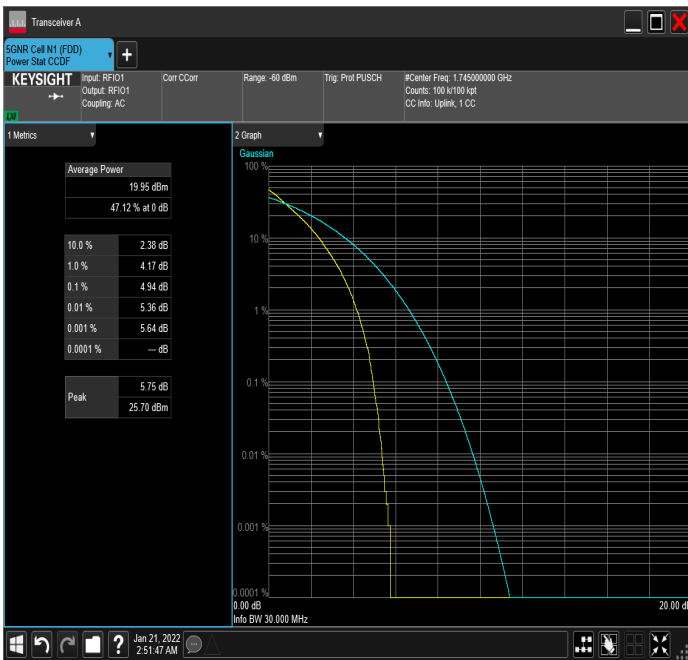 Transceiver A
5GNR Cell N1 (FDD)
Power Stat CCDF
KEYSIGHT
LXI
Input: RFIO1
Output: RFIO1
Coupling: AC
Corr CCorr
Range: -60 dBm
Trig: Prot PUSCH
#Center Freq: 1.745000000 GHz
Counts: 100 k/100 kpt
CC Info: Uplink, 1 CC
1 Metrics
Average Power
19.95 dBm
47.12 % at 0 dB
10.0 % 2.38 dB
1.0 % 4.17 dB
0.1 % 4.94 dB
0.01 % 5.36 dB
0.001 % 5.64 dB
0.0001 % --- dB
Peak
5.75 dB
25.70 dBm
2 Graph
Gaussian
100 %
10 %
1 %
0.1 %
0.01 %
0.001 %
0.0001 %
0.00 dB
20.00 dB
Info BW 30.000 MHz
?
Jan 21, 2022
2:51:47 AM